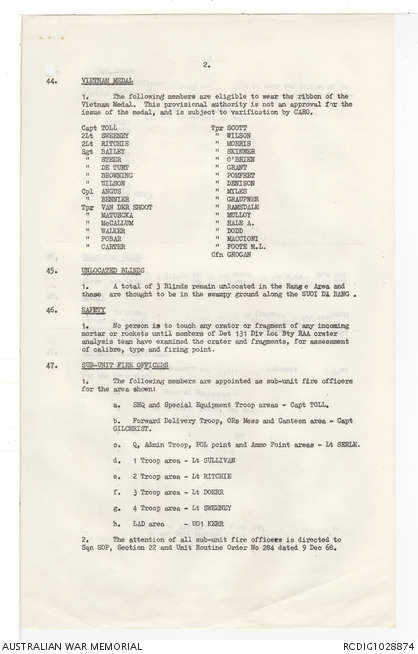 2.
44. VIETNAM MEDAL
1. The following members are eligible to wear the ribbon of the
Vietnam Medal. This provisional authority is not an approval for the
issue of the medal, and is subject to verification by CARO.
Capt TOLL Tpr SCOTT
2Lt SWEENEY " WILSON
2Lt RITCHIE " MORRIS
Sgt BAILEY " SKINNER
" STEER " O'BRIEN
" DE TURT " GRANT
" BROWNING " POMFRET
" WILSON " DENISON
Cpl ANGUS " MYLES
" BENNIER " GRAUPNER
Tpr VAN DER SHOOT " RAMSDALE
" MATUSCKA " MULLOT
" McCALLUM " HALE A.
" WALKER " DODD
" POBAR " MACCIONI
" CARTER " FOOTE M.L.
Cfn GROGAN
45. UNLOCATED BLINDS
1. A total of 3 Blinds remain unlocated in the Range Area and
these are thought to be in the swampy ground along the SUOI DA BANG .
46. SAFETY
1. No person is to touch any crator or fragment of any incoming
mortar or rockets until members of Det 131 Div Loc Bty RAA crator
analysis team have examined the crator and fragments, for assessment
of calibre, type and firing point.
47. SUB-UNIT FIRE OFFICERS
1. The following members are appointed as sub-unit fire officers
for the area shown:
a. SHQ and Special Equipment Troop areas - Capt TOLL.
b. Forward Delivery Troop, ORs Mess and Canteen area - Capt
GILCHRIST.
c. Q, Admin Troop, POL point and Ammo Point areas - Lt SERLE.
d. 1 Troop area - Lt SULLIVAN
e. 2 Troop area - Lt RITCHIE
f. 3 Troop area - Lt DOERR
g. 4 Troop area - Lt SWEENEY
h. LAD area - WO1 KERR
2. The attention of all sub-unit fire officers is directed to
Sqn SOP, Section 22 and Unit Routine Order No 284 dated 9 Dec 68.
AUSTRALIAN WAR MEMORIAL RCDIG1028874